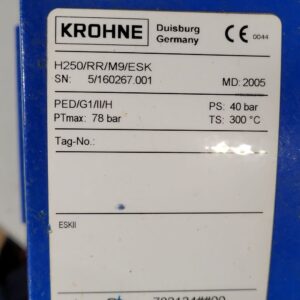 KROHNE Duisburg Germany CE 0044
H250/RR/M9/ESK
SN: 5/160267.001 MD: 2005
PED/G1/II/H PS: 40 bar
PTmax: 78 bar TS: 300 °C
Tag-No.:
ESKII